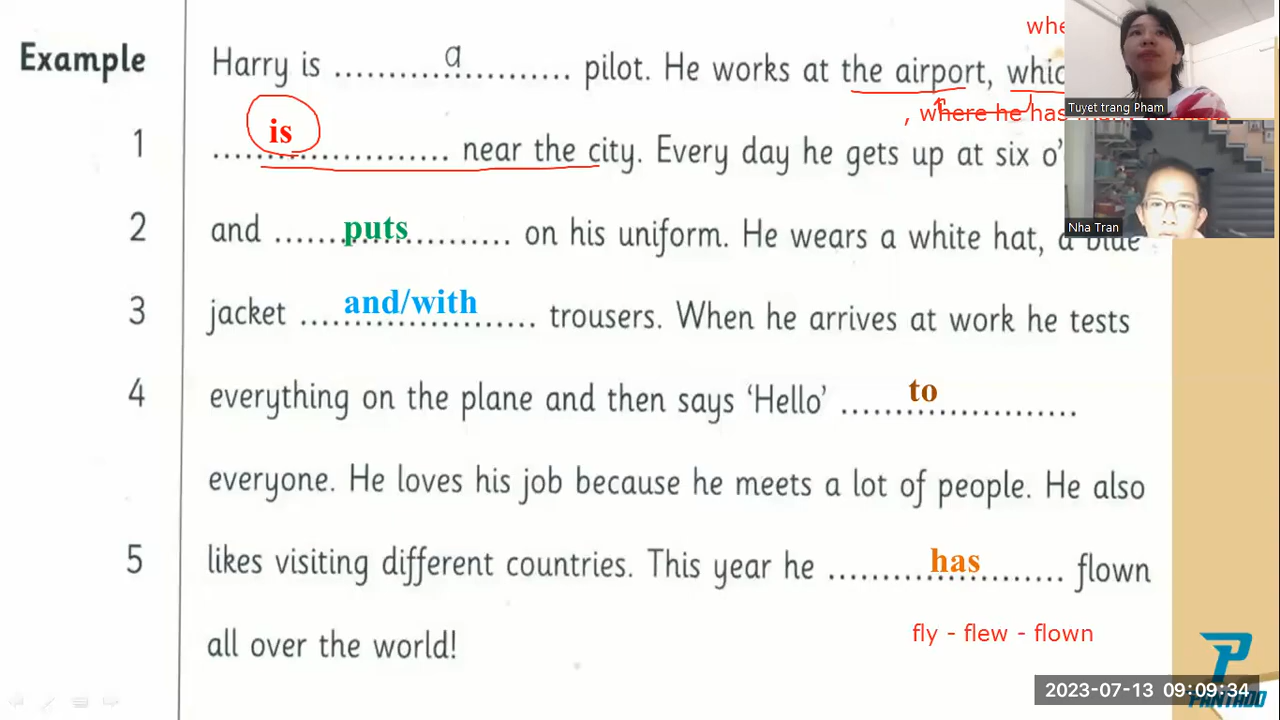 whe
Example Harry is ....................... pilot. He works at the airport, whic
a
Tuyet trang Pham
, where he has
is
1 ....................... near the city. Every day he gets up at six o'
Nha Tran
2 and ....................... on his uniform. He wears a white hat, a blue
puts
3 jacket ....................... trousers. When he arrives at work he tests
and/with
4 everything on the plane and then says 'Hello' .......................
to
everyone. He loves his job because he meets a lot of people. He also
5 likes visiting different countries. This year he ....................... flown
has
all over the world!
fly - flew - flown
2023-07-13 09:09:34
PANTADO